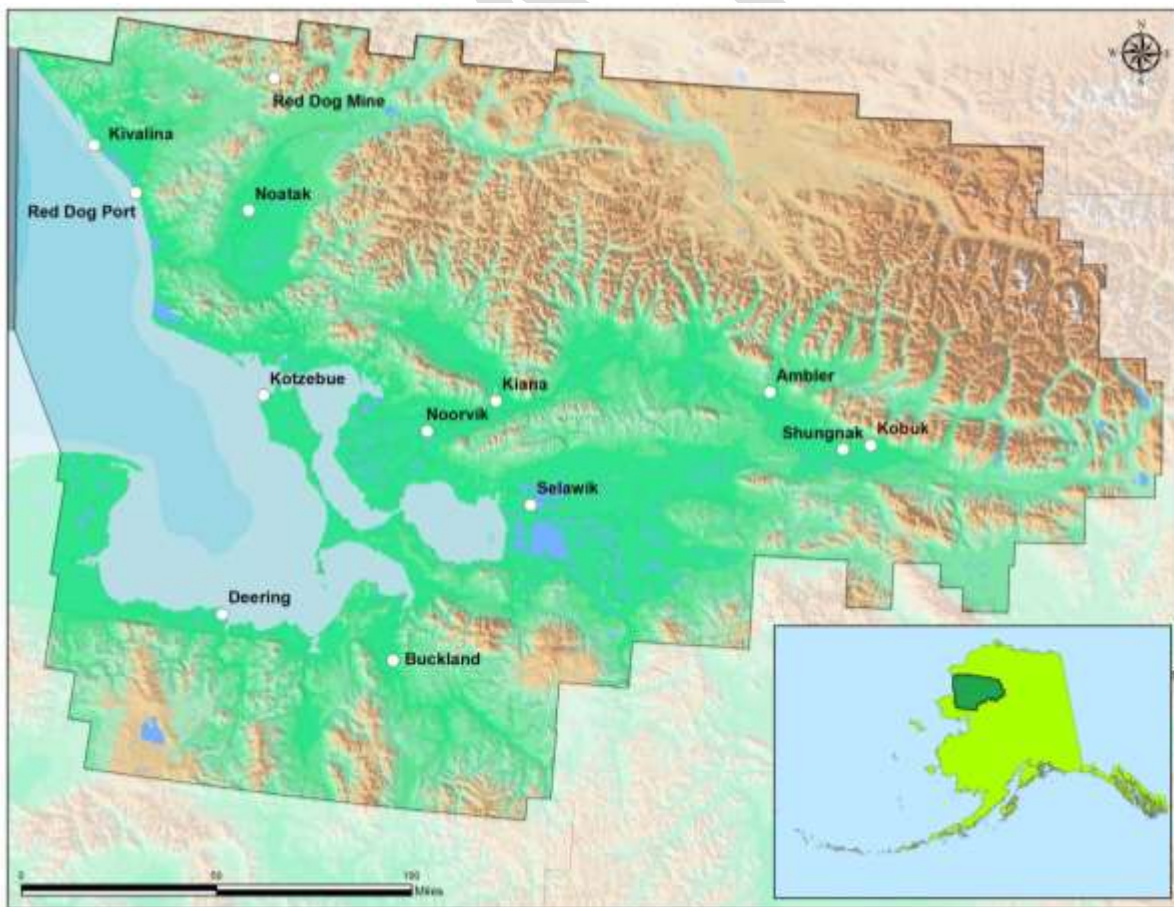 N
W
E
S
Red Dog Mine
Kivalina
Noatak
Red Dog Port
Kotzebue
Kiana
Ambler
Noorvik
Shungnak
Kobuk
Selawik
Deering
Buckland
0
50
100
Miles